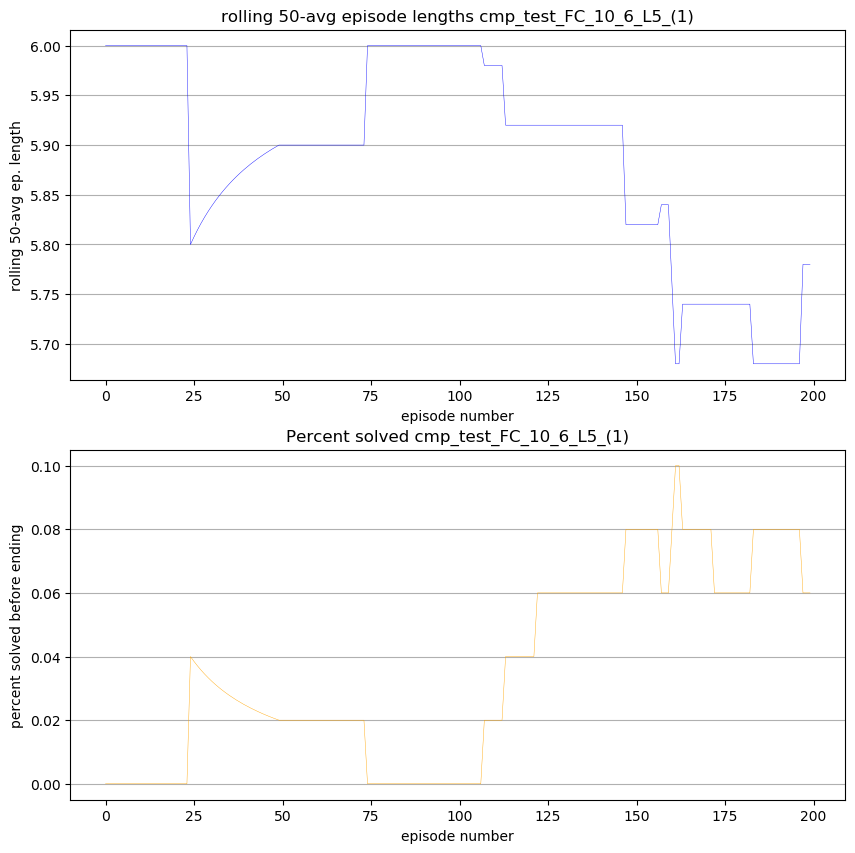 rolling 50-avg episode lengths cmp_test_FC_10_6_L5_(1)
rolling 50-avg ep. length
6.00
5.95
5.90
5.85
5.80
5.75
5.70
0 25 50 75 100 125 150 175 200
episode number
Percent solved cmp_test_FC_10_6_L5_(1)
percent solved before ending
0.10
0.08
0.06
0.04
0.02
0.00
0 25 50 75 100 125 150 175 200
episode number